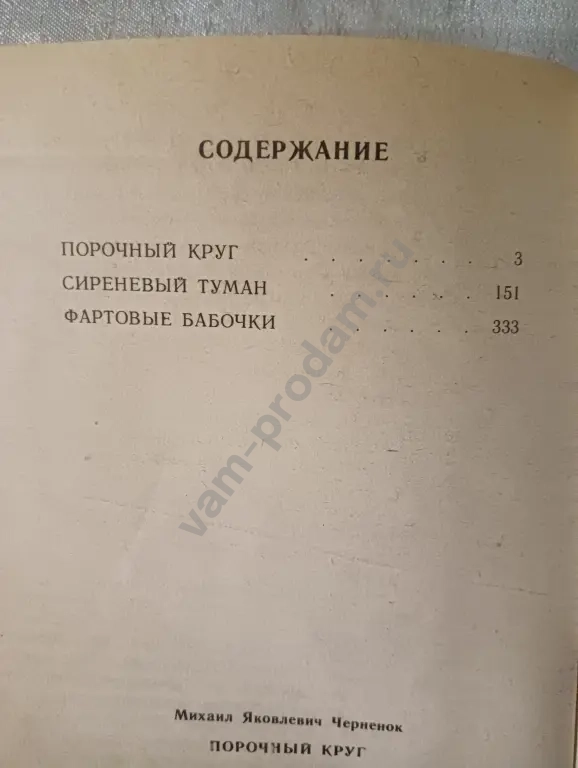 СОДЕРЖАНИЕ
ПОРОЧНЫЙ КРУГ . . . . . . . 3
СИРЕНЕВЫЙ ТУМАН . . . . . . 151
ФАРТОВЫЕ БАБОЧКИ . . . . . 333
vam-prodam.ru
Михаил Яковлевич Черненок
ПОРОЧНЫЙ КРУГ